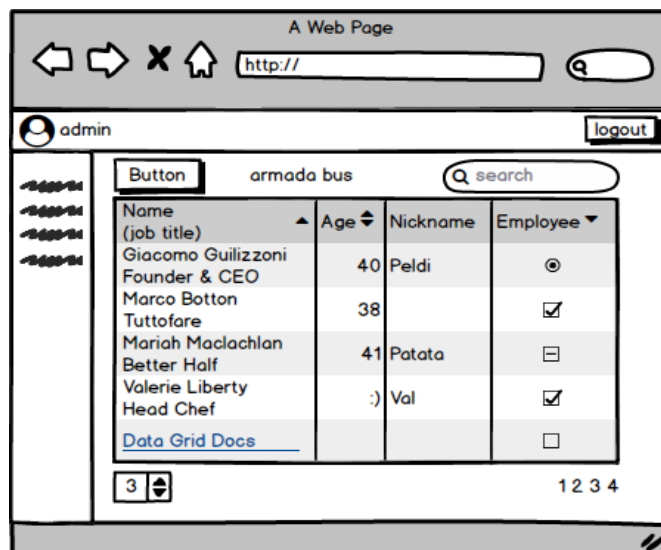 A Web Page
http://
admin
logout
Button
armada bus
search
Name
(job title)
Age
Nickname
Employee
Giacomo Guilizzoni
Founder & CEO
40
Peldi
Marco Botton
Tuttofare
38
Mariah Maclachlan
Better Half
41
Patata
Valerie Liberty
Head Chef
:)
Val
Data Grid Docs
3
1 2 3 4